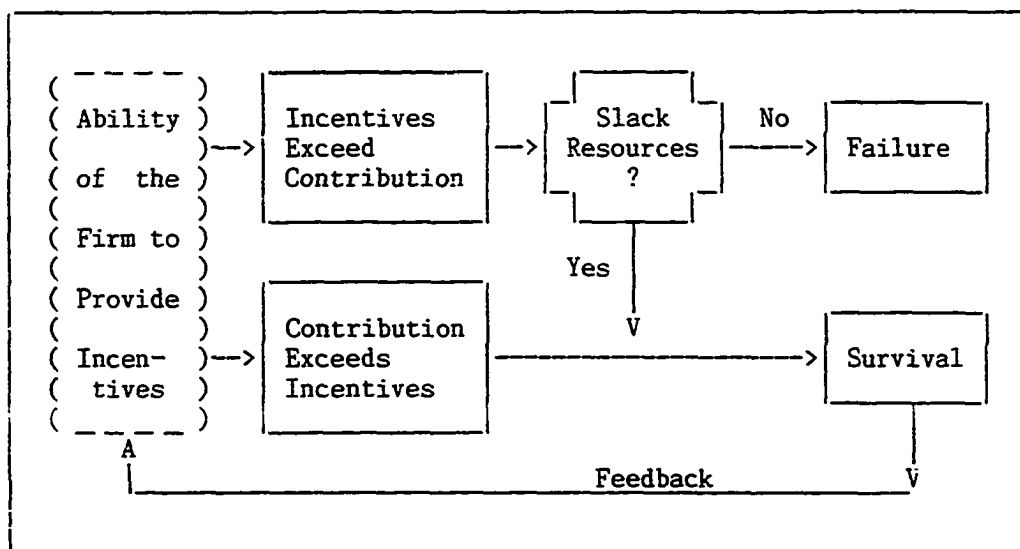 Ability
of the
Firm to
Provide
Incen-
tives
Incentives
Exceed
Contribution
Slack
Resources
?
No
Failure
Yes
Contribution
Exceeds
Incentives
Survival
Feedback